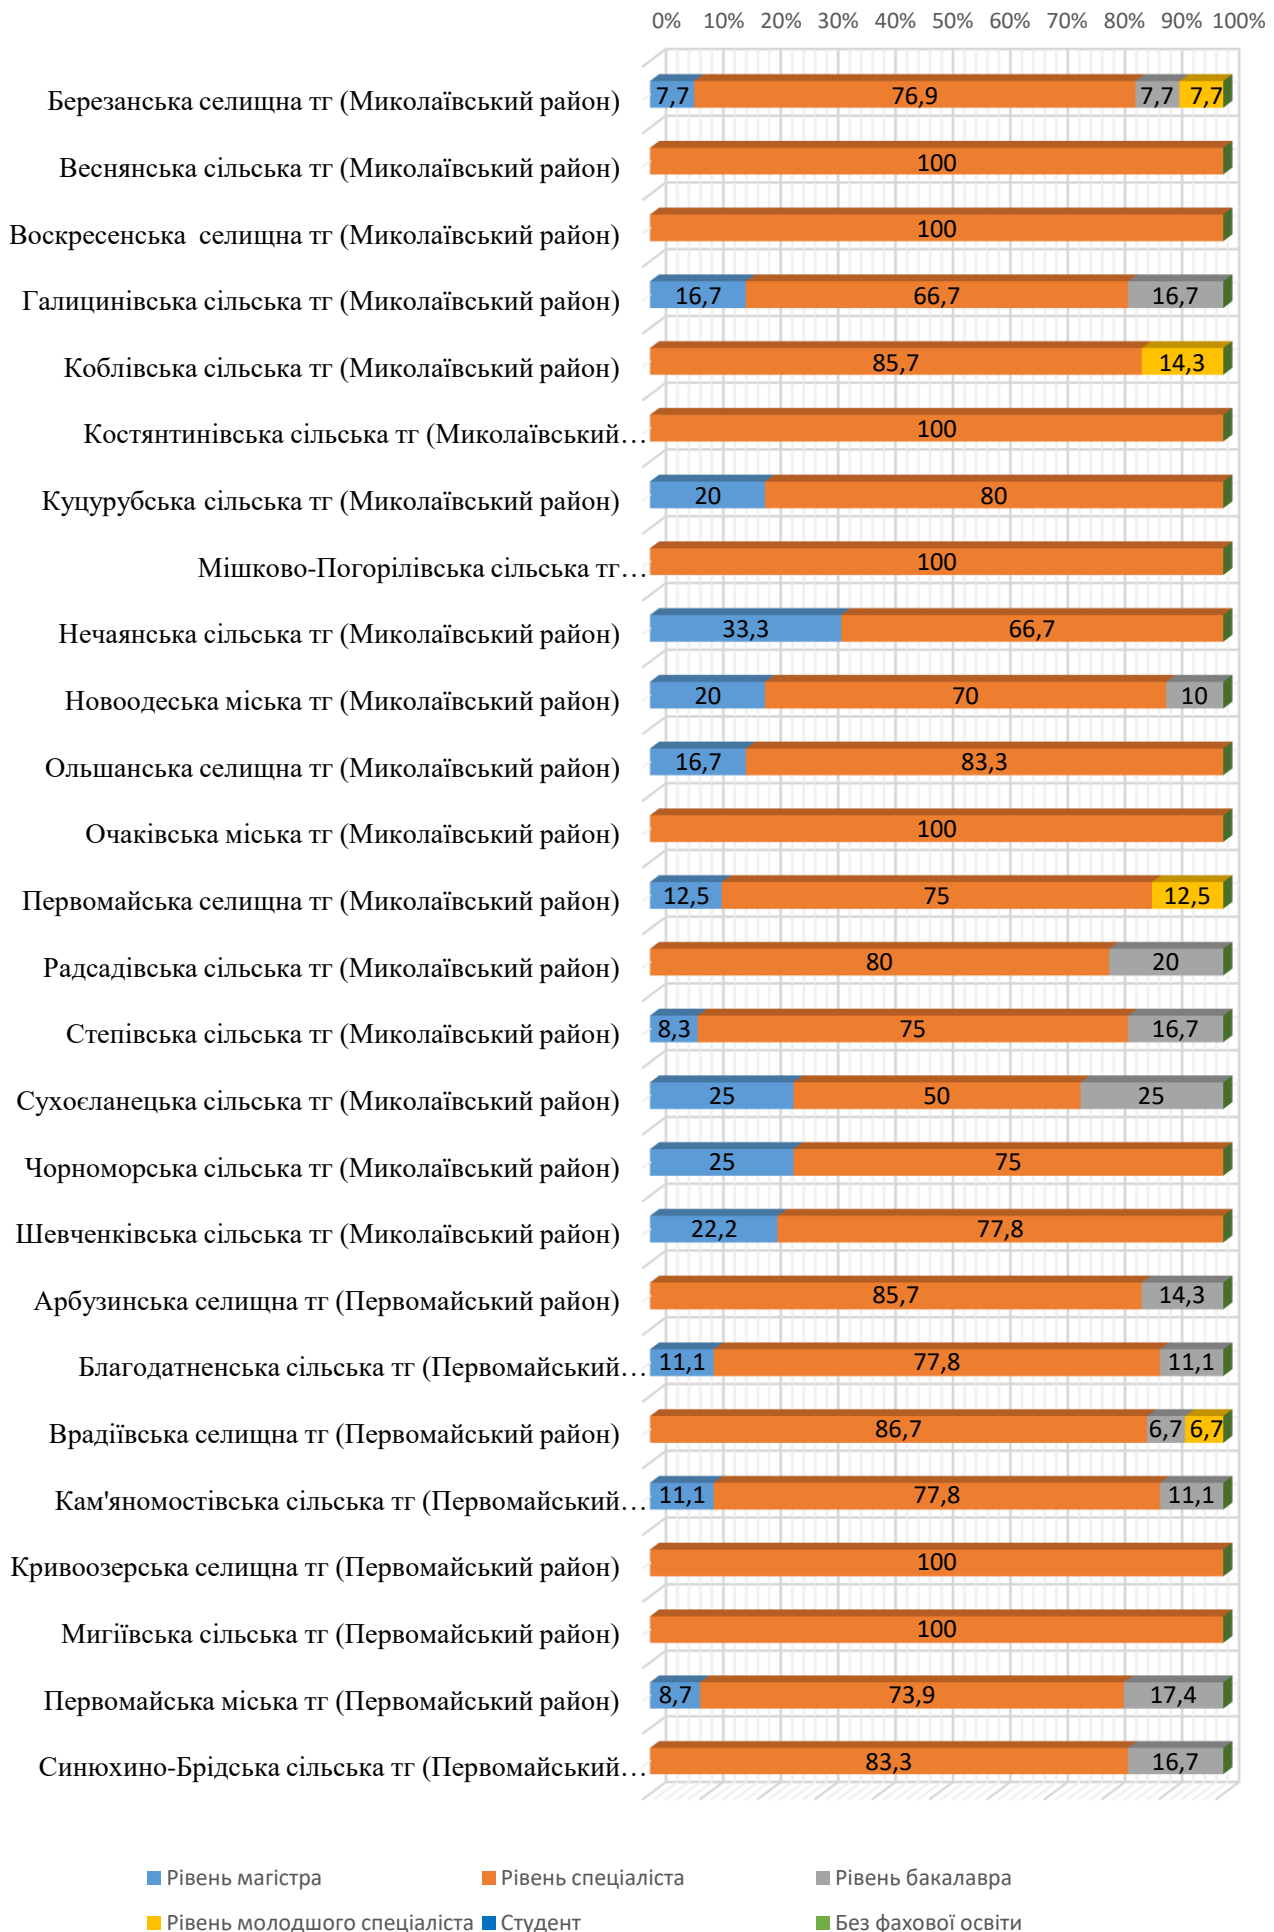 0% 10% 20% 30% 40% 50% 60% 70% 80% 90% 100%
Березанська селищна тг (Миколаївський район) 7,7 76,9 7,7 7,7
Веснянська сільська тг (Миколаївський район) 100
Воскресенська селищна тг (Миколаївський район) 100
Галицинівська сільська тг (Миколаївський район) 16,7 66,7 16,7
Коблівська сільська тг (Миколаївський район) 85,7 14,3
Костянтинівська сільська тг (Миколаївський… 100
Куцурубська сільська тг (Миколаївський район) 20 80
Мішково-Погорілівська сільська тг… 100
Нечаянська сільська тг (Миколаївський район) 33,3 66,7
Новоодеська міська тг (Миколаївський район) 20 70 10
Ольшанська селищна тг (Миколаївський район) 16,7 83,3
Очаківська міська тг (Миколаївський район) 100
Первомайська селищна тг (Миколаївський район) 12,5 75 12,5
Радсадівська сільська тг (Миколаївський район) 80 20
Степівська сільська тг (Миколаївський район) 8,3 75 16,7
Сухоєланецька сільська тг (Миколаївський район) 25 50 25
Чорноморська сільська тг (Миколаївський район) 25 75
Шевченківська сільська тг (Миколаївський район) 22,2 77,8
Арбузинська селищна тг (Первомайський район) 85,7 14,3
Благодатненська сільська тг (Первомайський… 11,1 77,8 11,1
Врадіївська селищна тг (Первомайський район) 86,7 6,7 6,7
Кам'яномостівська сільська тг (Первомайський… 11,1 77,8 11,1
Кривоозерська селищна тг (Первомайський район) 100
Мигіївська сільська тг (Первомайський район) 100
Первомайська міська тг (Первомайський район) 8,7 73,9 17,4
Синюхино-Брідська сільська тг (Первомайський… 83,3 16,7
Рівень магістра Рівень спеціаліста Рівень бакалавра
Рівень молодшого спеціаліста Студент Без фахової освіти